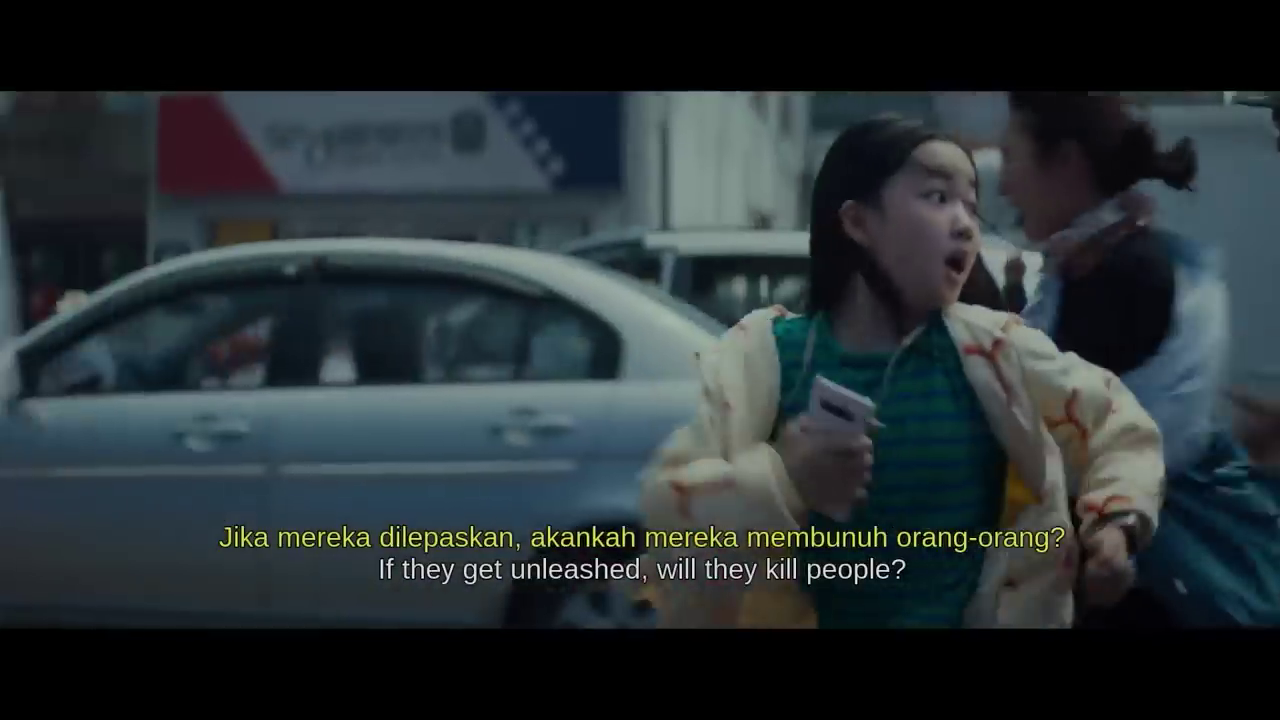 Jika mereka dilepaskan, akankah mereka membunuh orang-orang?
If they get unleashed, will they kill people?